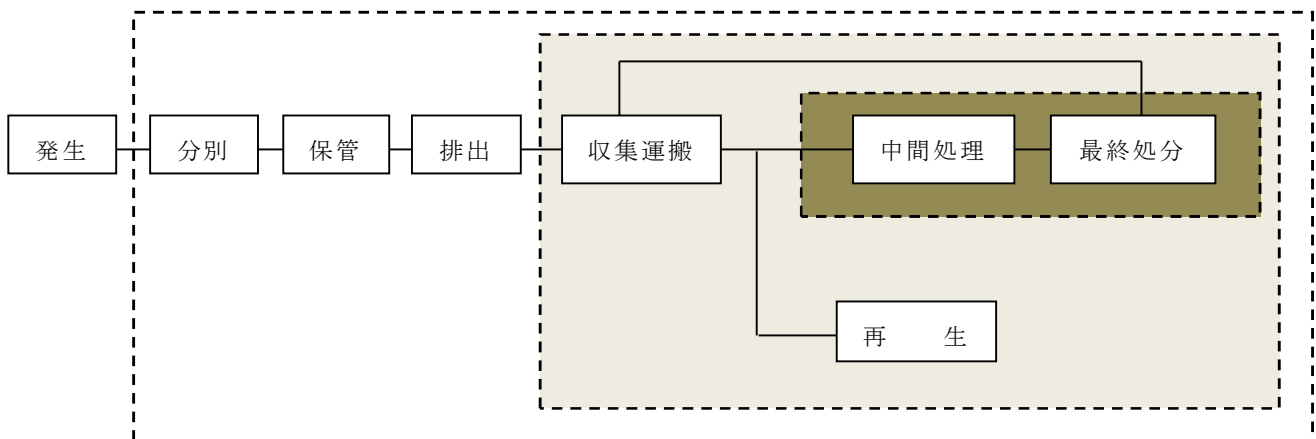 発生
分別
保管
排出
収集運搬
中間処理
最終処分
再　　生